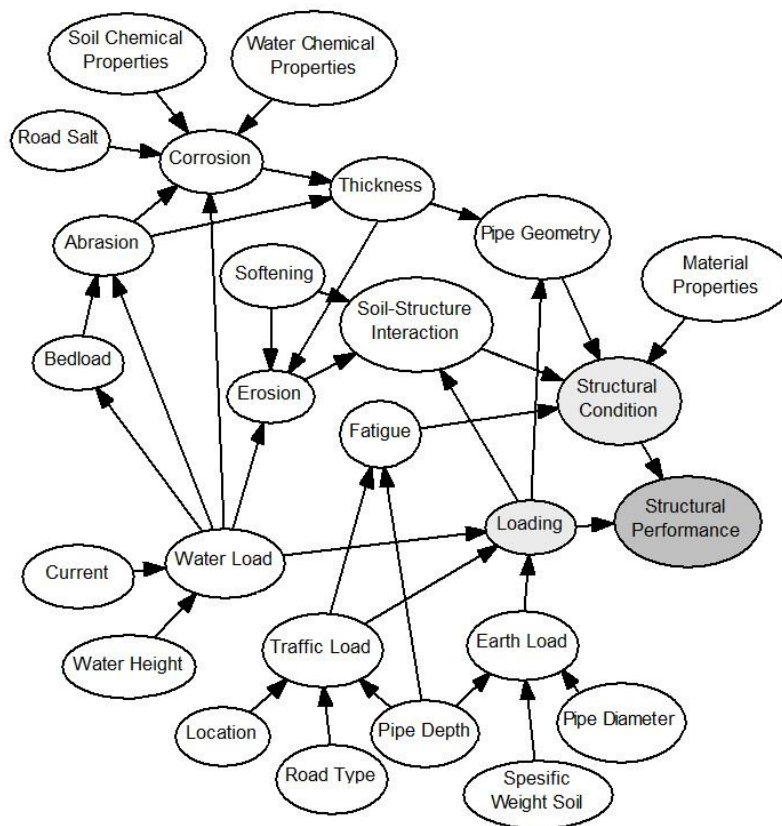 Soil Chemical
Properties
Water Chemical
Properties
Road Salt
Corrosion
Thickness
Abrasion
Pipe Geometry
Softening
Material
Properties
Soil-Structure
Interaction
Bedload
Erosion
Structural
Condition
Fatigue
Structural
Performance
Loading
Current
Water Load
Water Height
Traffic Load
Earth Load
Location
Pipe Depth
Pipe Diameter
Road Type
Spesific
Weight Soil